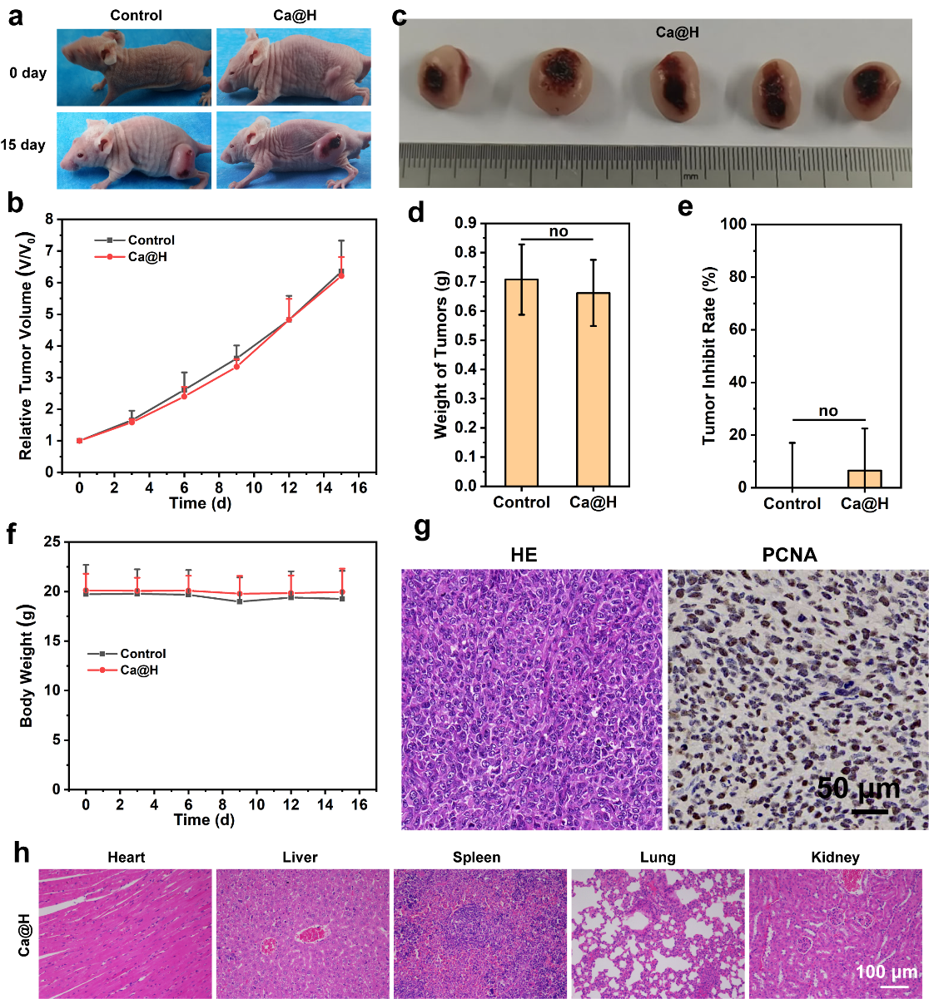 a
Control
Ca@H
0 day
15 day
c
Ca@H
mm
b
8
7
6
5
4
3
2
1
0
Relative Tumor Volume (V/V₀)
Control
Ca@H
0 2 4 6 8 10 12 14 16
Time (d)
d
0.9
0.8
0.7
0.6
0.5
0.4
0.3
0.2
0.1
0.0
Weight of Tumors (g)
no
Control Ca@H
e
100
80
60
40
20
0
Tumor Inhibit Rate (%)
no
Control Ca@H
f
25
20
15
10
5
0
Body Weight (g)
Control
Ca@H
0 2 4 6 8 10 12 14 16
Time (d)
g
HE
PCNA
50 μm
h
Heart
Liver
Spleen
Lung
Kidney
Ca@H
100 μm